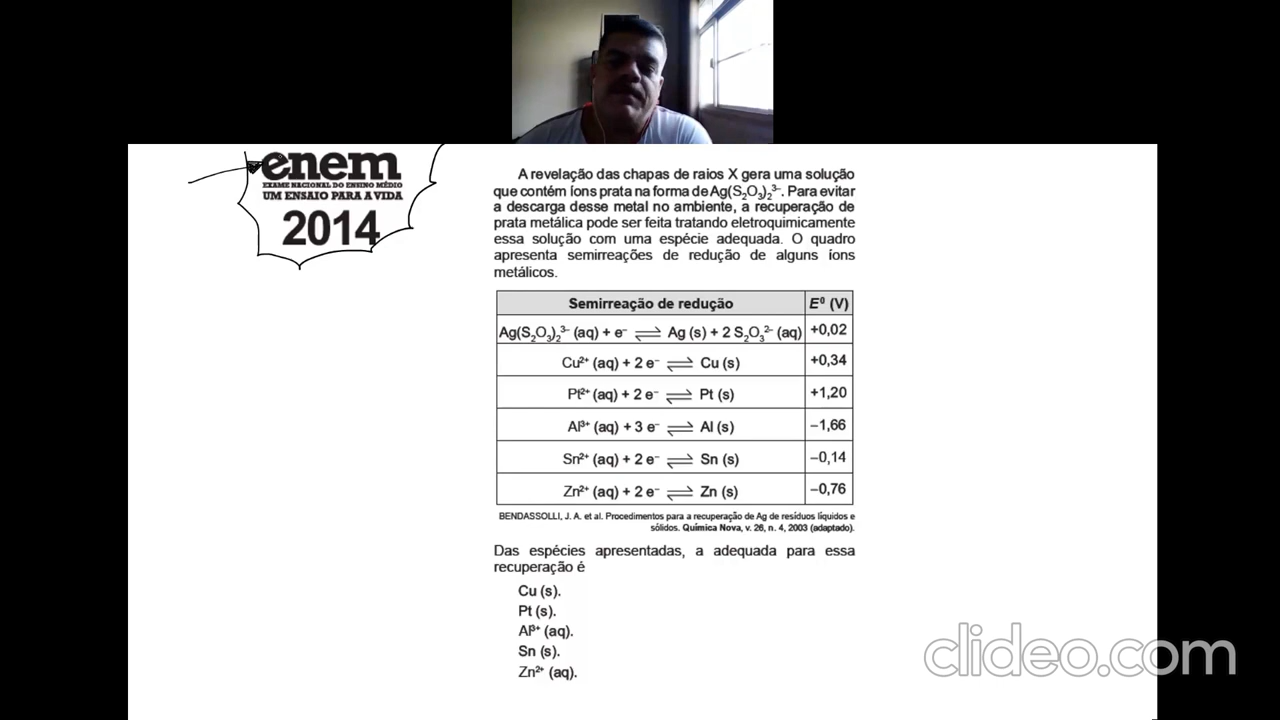 enem
EXAME NACIONAL DO ENSINO MÉDIO
UM ENSAIO PARA A VIDA
2014
A revelação das chapas de raios X gera uma solução
que contém íons prata na forma de Ag(S₂O₃)₂³⁻. Para evitar
a descarga desse metal no ambiente, a recuperação de
prata metálica pode ser feita tratando eletroquimicamente
essa solução com uma espécie adequada. O quadro
apresenta semirreações de redução de alguns íons
metálicos.
Semirreação de redução E⁰ (V)
Ag(S₂O₃)₂³⁻ (aq) + e⁻ ⇌ Ag (s) + 2 S₂O₃²⁻ (aq) +0,02
Cu²⁺ (aq) + 2 e⁻ ⇌ Cu (s) +0,34
Pt²⁺ (aq) + 2 e⁻ ⇌ Pt (s) +1,20
Al³⁺ (aq) + 3 e⁻ ⇌ Al (s) −1,66
Sn²⁺ (aq) + 2 e⁻ ⇌ Sn (s) −0,14
Zn²⁺ (aq) + 2 e⁻ ⇌ Zn (s) −0,76
BENDASSOLLI, J. A. et al. Procedimentos para a recuperação de Ag de resíduos líquidos e
sólidos. Química Nova, v. 26, n. 4, 2003 (adaptado).
Das espécies apresentadas, a adequada para essa
recuperação é
Cu (s).
Pt (s).
Al³⁺ (aq).
Sn (s).
Zn²⁺ (aq).
clideo.com